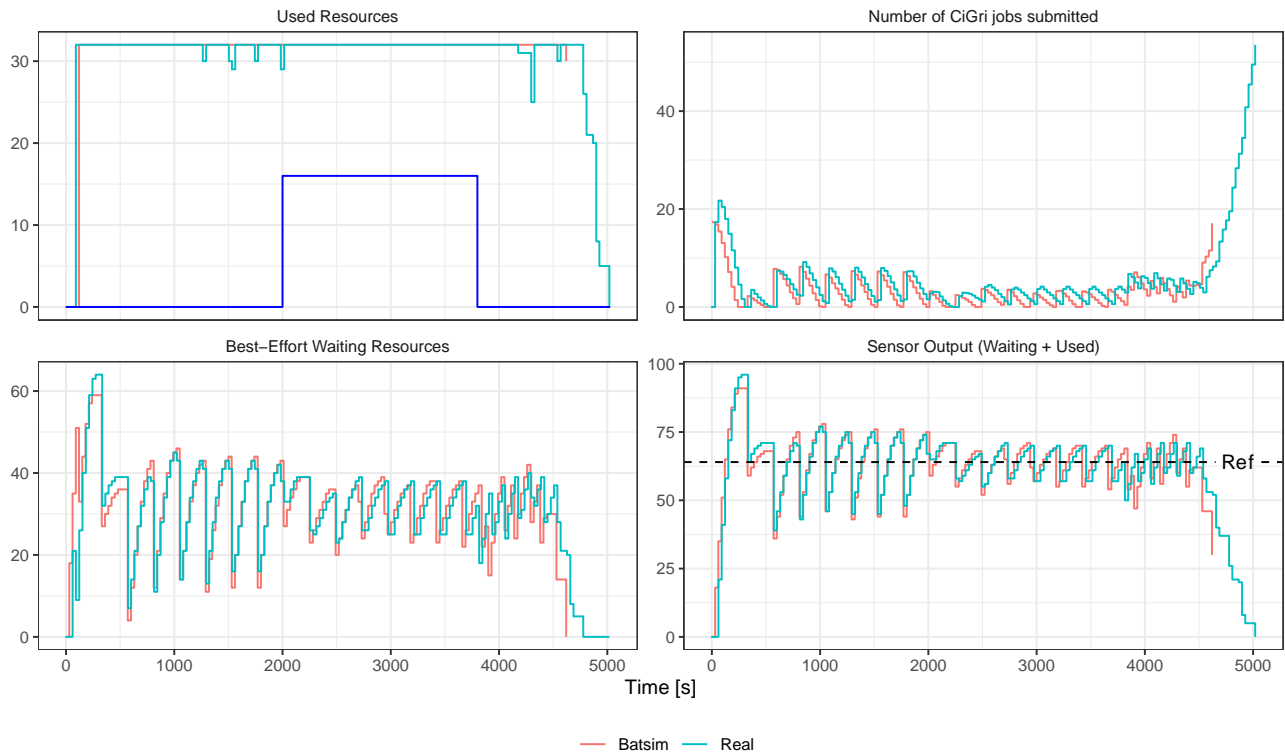 Used Resources
Number of CiGri jobs submitted
30
20
10
0
40
20
0
Best−Effort Waiting Resources
Sensor Output (Waiting + Used)
60
40
20
0
100
75
50
25
0
Ref
0 1000 2000 3000 4000 5000
0 1000 2000 3000 4000 5000
Time [s]
Batsim Real